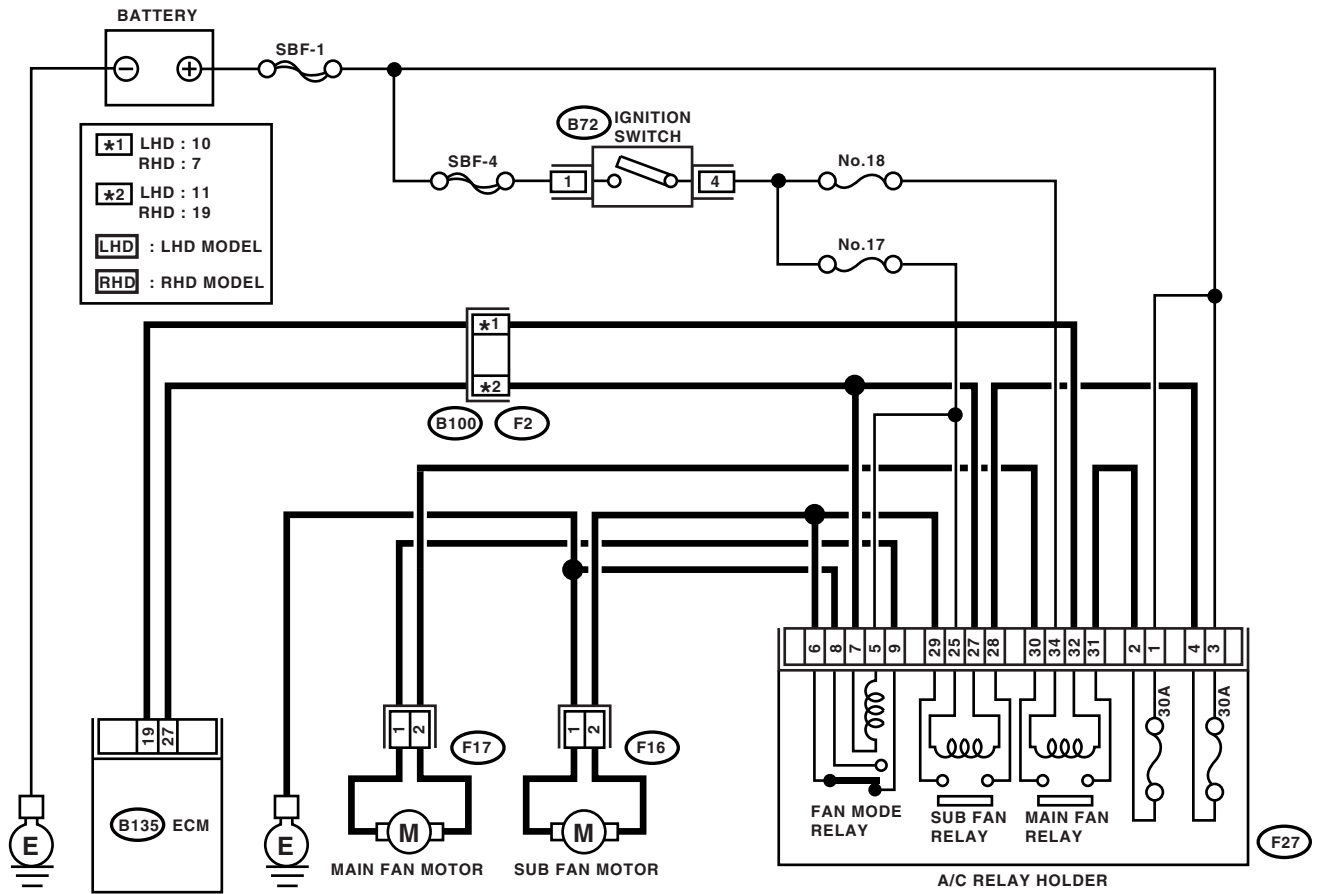 BATTERY
SBF-1
− +
*1 LHD : 10
RHD : 7
*2 LHD : 11
RHD : 19
LHD : LHD MODEL
RHD : RHD MODEL
B72 IGNITION
SWITCH
SBF-4
1
4
No.18
No.17
*1
*2
B100 F2
6 8 7 5 9 29 25 27 28 30 34 32 31 2 1 4 3
30A
30A
19 27
1 2
F17
1 2
F16
FAN MODE
RELAY
SUB FAN
RELAY
MAIN FAN
RELAY
B135 ECM
E
E
M
M
MAIN FAN MOTOR
SUB FAN MOTOR
F27
A/C RELAY HOLDER